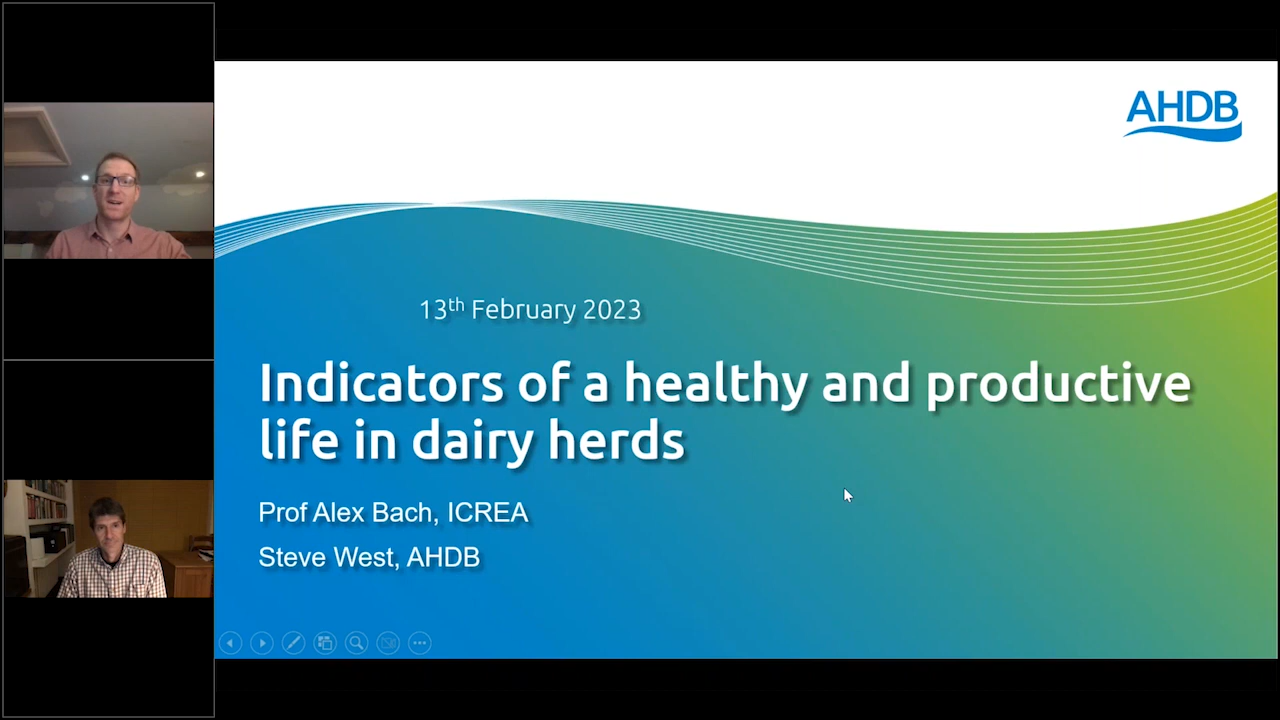 AHDB
13th February 2023
Indicators of a healthy and productive
life in dairy herds
Prof Alex Bach, ICREA
Steve West, AHDB